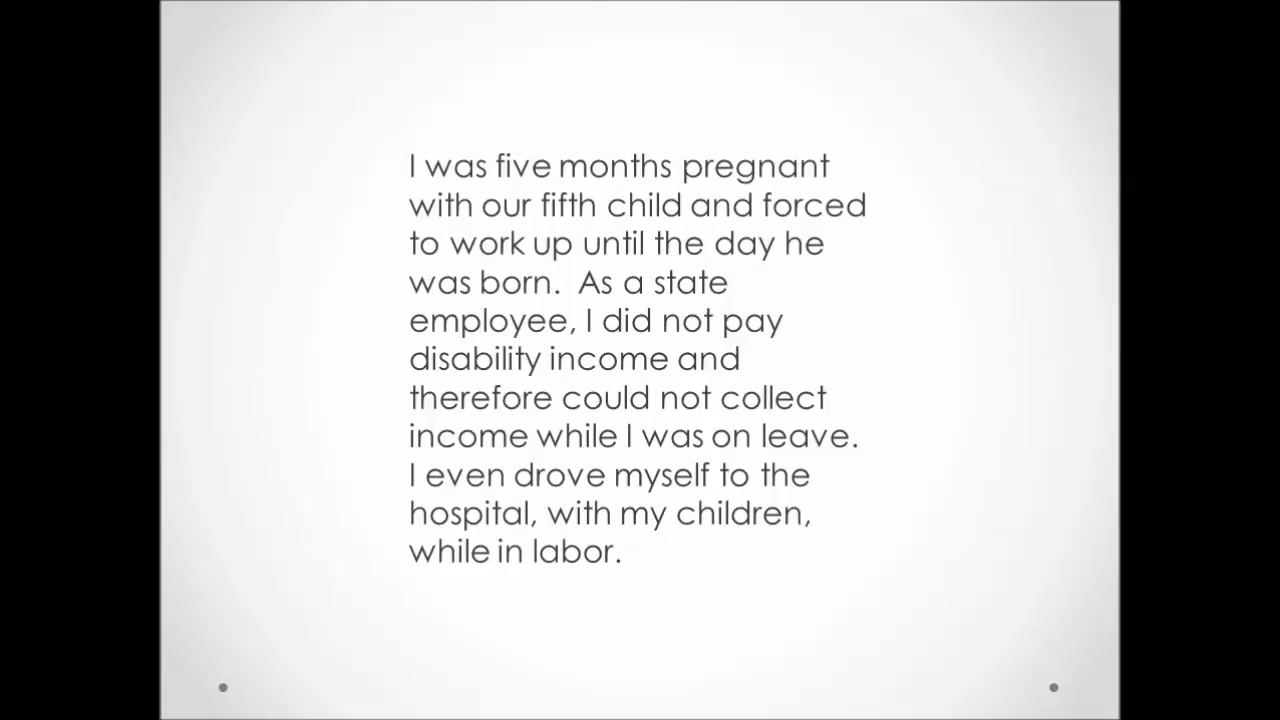 I was five months pregnant
with our fifth child and forced
to work up until the day he
was born.  As a state
employee, I did not pay
disability income and
therefore could not collect
income while I was on leave.
I even drove myself to the
hospital, with my children,
while in labor.